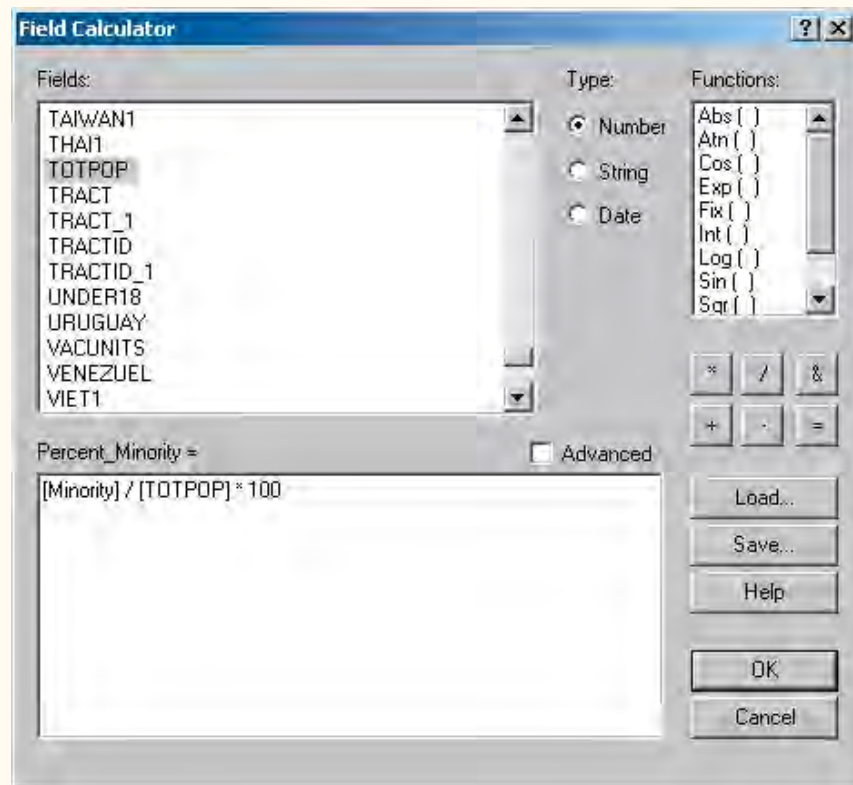 Field Calculator
Fields:
TAIWAN1
THAI1
TOTPOP
TRACT
TRACT_1
TRACTID
TRACTID_1
UNDER18
URUGUAY
VACUNITS
VENEZUEL
VIET1
Type:
Number
String
Date
Functions:
Abs ( )
Atn ( )
Cos ( )
Exp ( )
Fix ( )
Int ( )
Log ( )
Sin ( )
Sqr ( )
* / &
+ - =
Percent_Minority =
Advanced
[Minority] / [TOTPOP] * 100
Load...
Save...
Help
OK
Cancel